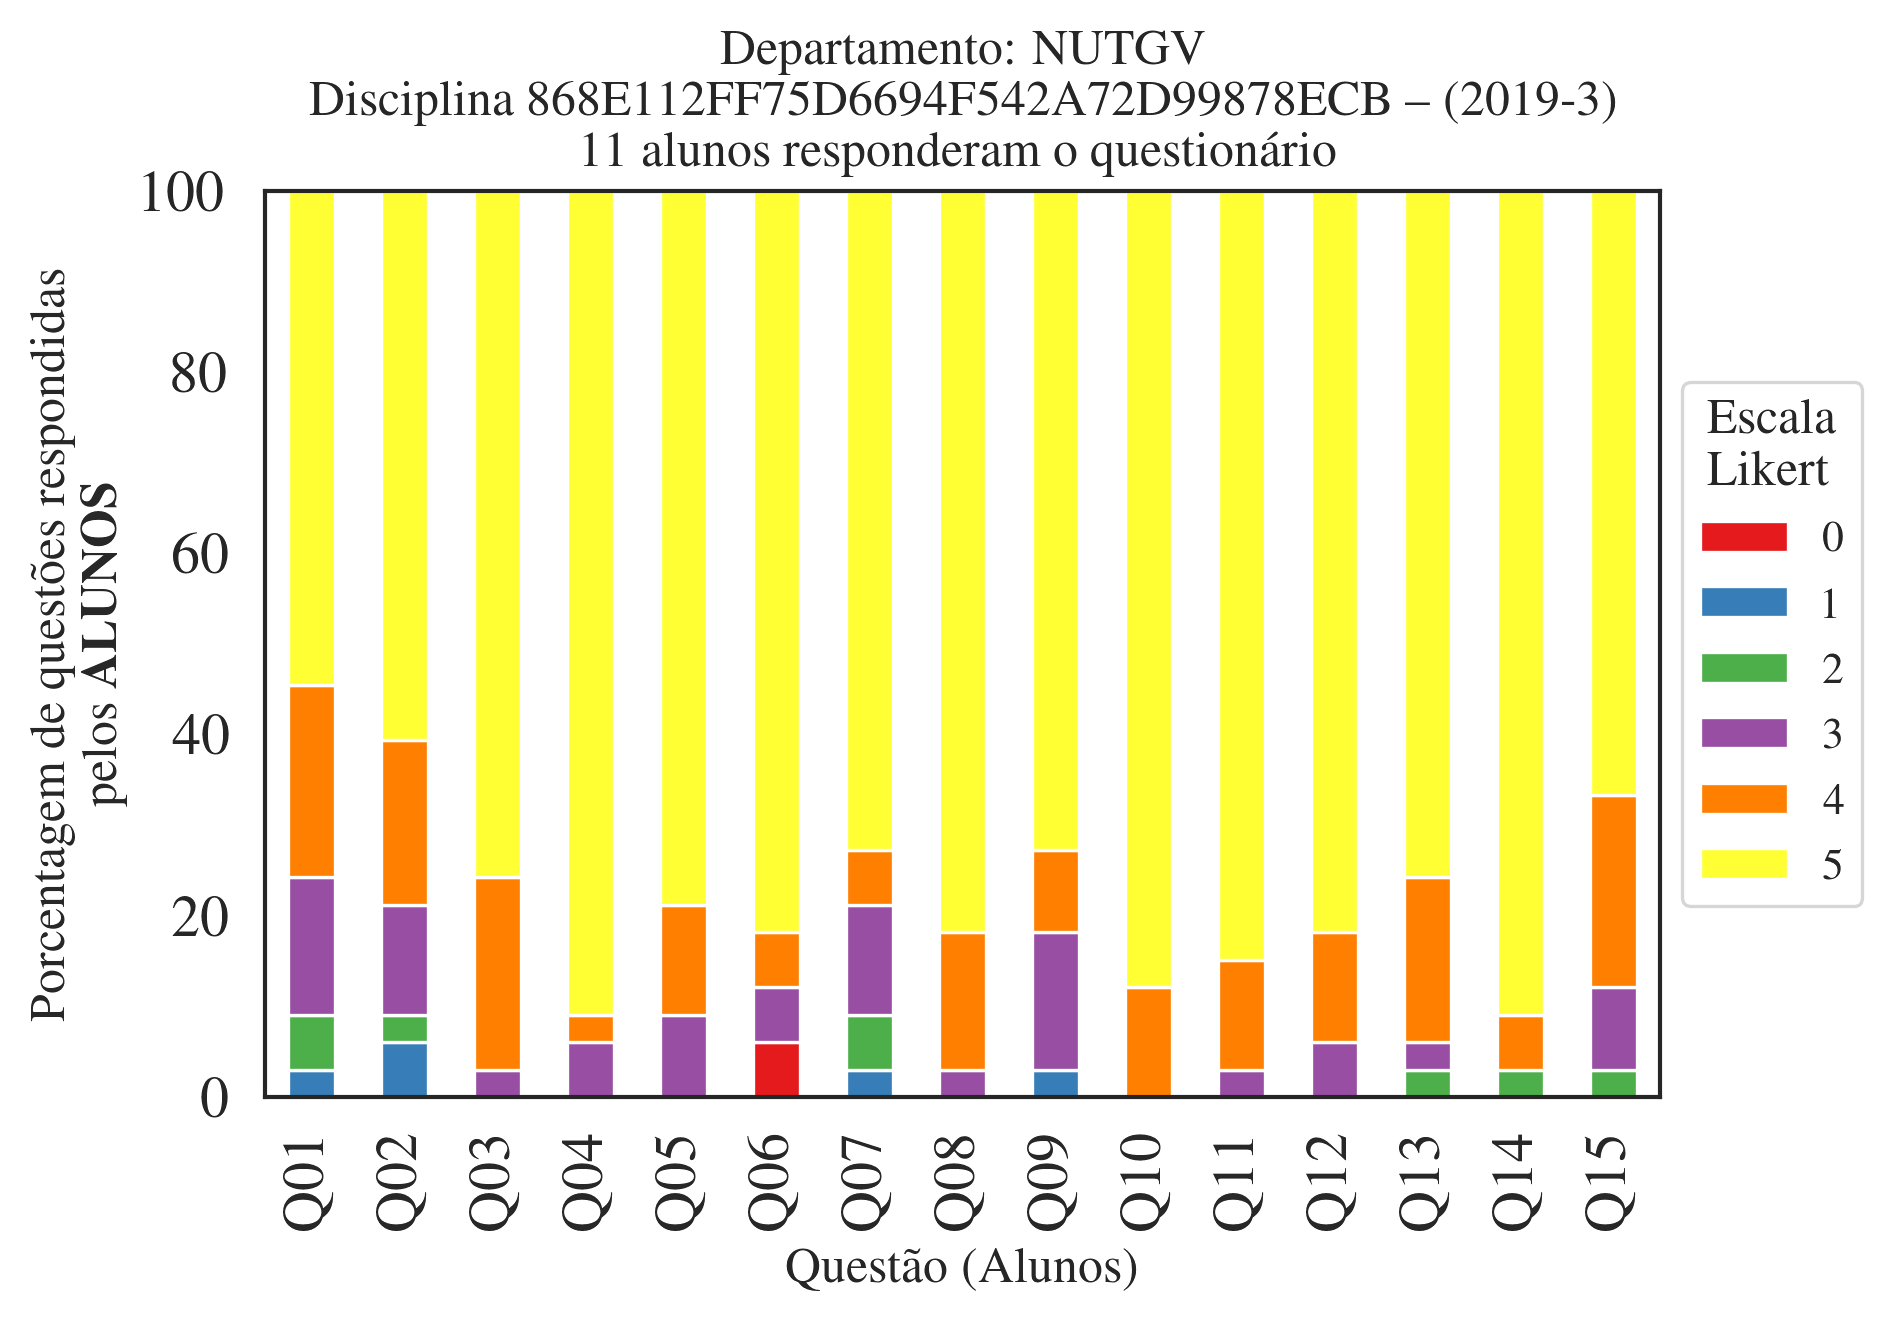 Departamento: NUTGV
Disciplina 868E112FF75D6694F542A72D99878ECB – (2019-3)
11 alunos responderam o questionário
100
80
60
40
20
0
Porcentagem de questões respondidas
pelos ALUNOS
Q01
Q02
Q03
Q04
Q05
Q06
Q07
Q08
Q09
Q10
Q11
Q12
Q13
Q14
Q15
Questão (Alunos)
Escala
Likert
0
1
2
3
4
5